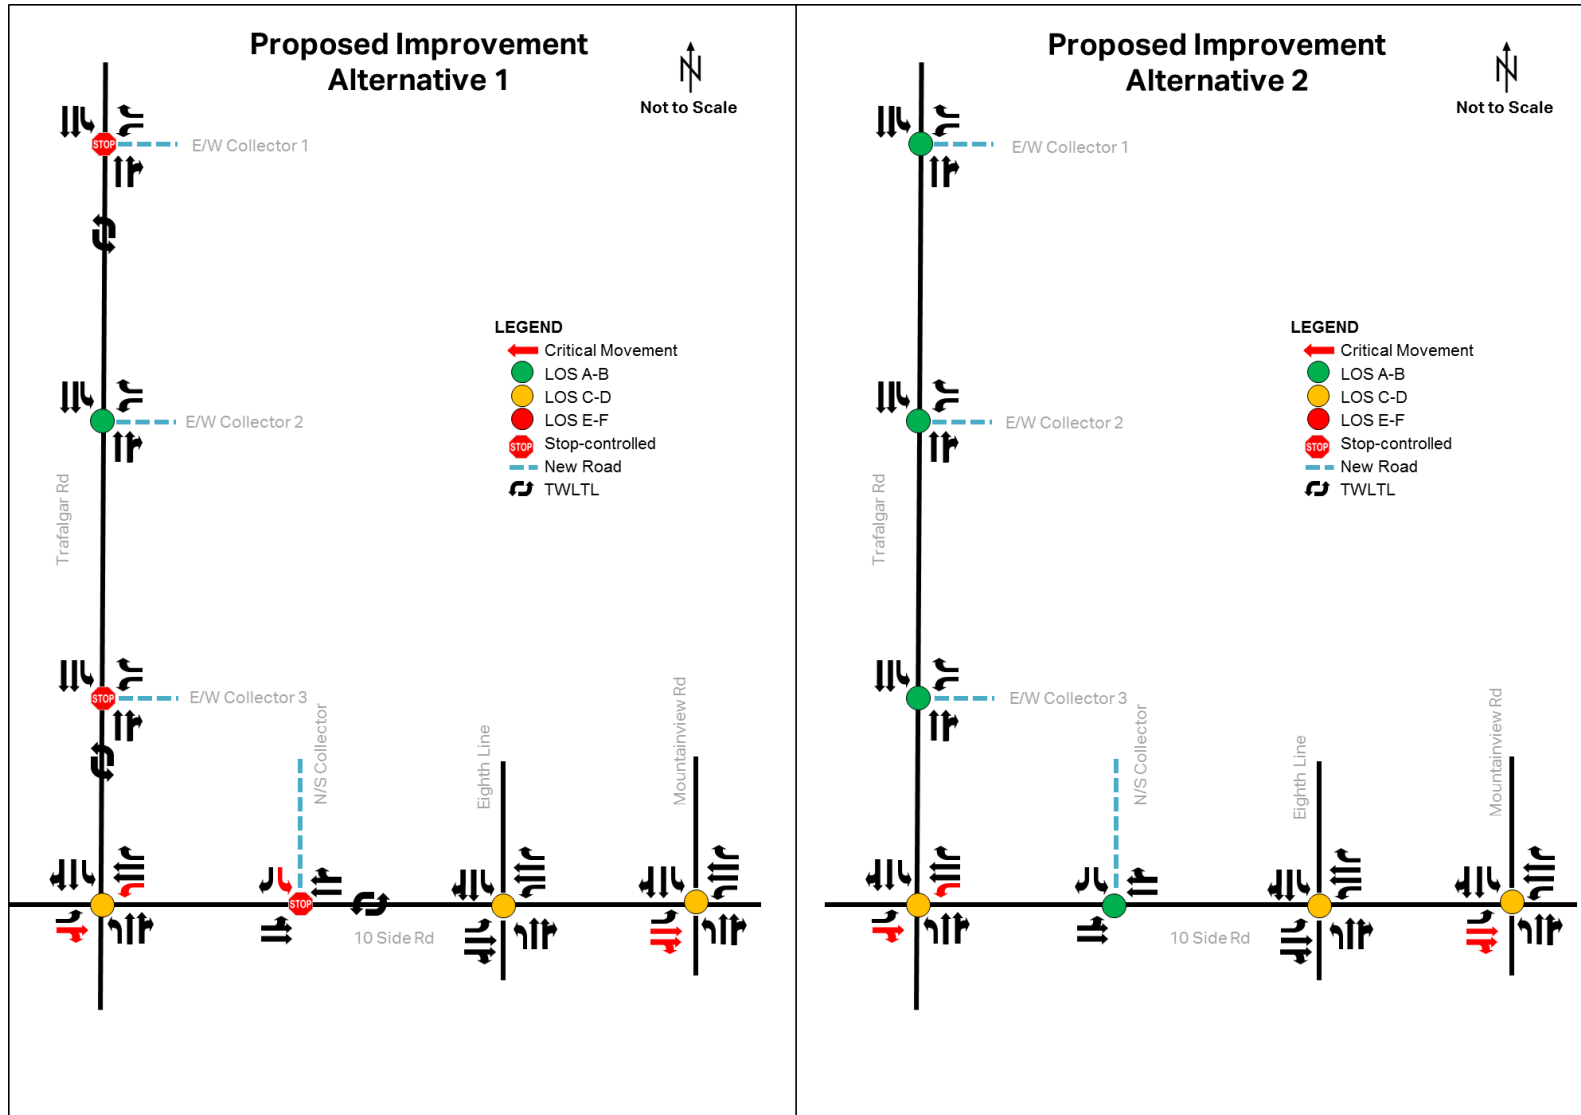 Proposed Improvement
Alternative 1
N
Not to Scale
STOP
E/W Collector 1
LEGEND
Critical Movement
LOS A-B
LOS C-D
LOS E-F
STOP
Stop-controlled
New Road
TWLTL
E/W Collector 2
Trafalgar Rd
STOP
E/W Collector 3
N/S Collector
Eighth Line
Mountainview Rd
STOP
10 Side Rd
Proposed Improvement
Alternative 2
N
Not to Scale
E/W Collector 1
LEGEND
Critical Movement
LOS A-B
LOS C-D
LOS E-F
STOP
Stop-controlled
New Road
TWLTL
E/W Collector 2
Trafalgar Rd
E/W Collector 3
N/S Collector
Eighth Line
Mountainview Rd
10 Side Rd